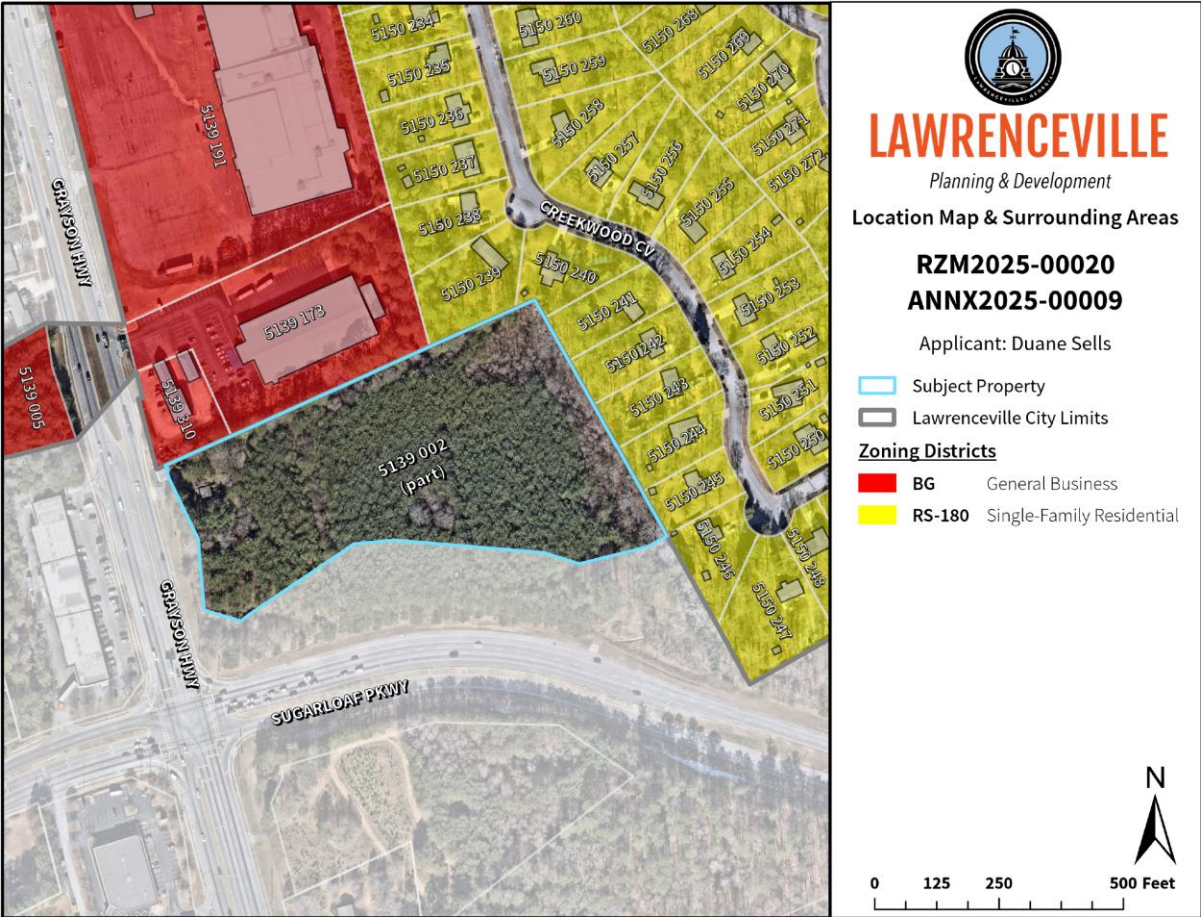 5150 234
5150 235
5150 236
5150 237
5150 238
5150 239
5150 240
5150 241
5150 242
5150 243
5150 244
5150 245
5150 246
5150 247
5150 248
5150 250
5150 251
5150 252
5150 253
5150 254
5150 255
5150 256
5150 257
5150 258
5150 259
5150 260
5150 268
5150 269
5150 270
5150 271
5150 272
5139 191
5139 173
5139 310
5139 005
5139 002
(part)
GRAYSON HWY
GRAYSON HWY
CREEKWOOD CV
SUGARLOAF PKWY
LAWRENCEVILLE, GEORGIA
LAWRENCEVILLE
Planning & Development
Location Map & Surrounding Areas
RZM2025-00020
ANNX2025-00009
Applicant: Duane Sells
Subject Property
Lawrenceville City Limits
Zoning Districts
BG General Business
RS-180 Single-Family Residential
N
0 125 250 500 Feet